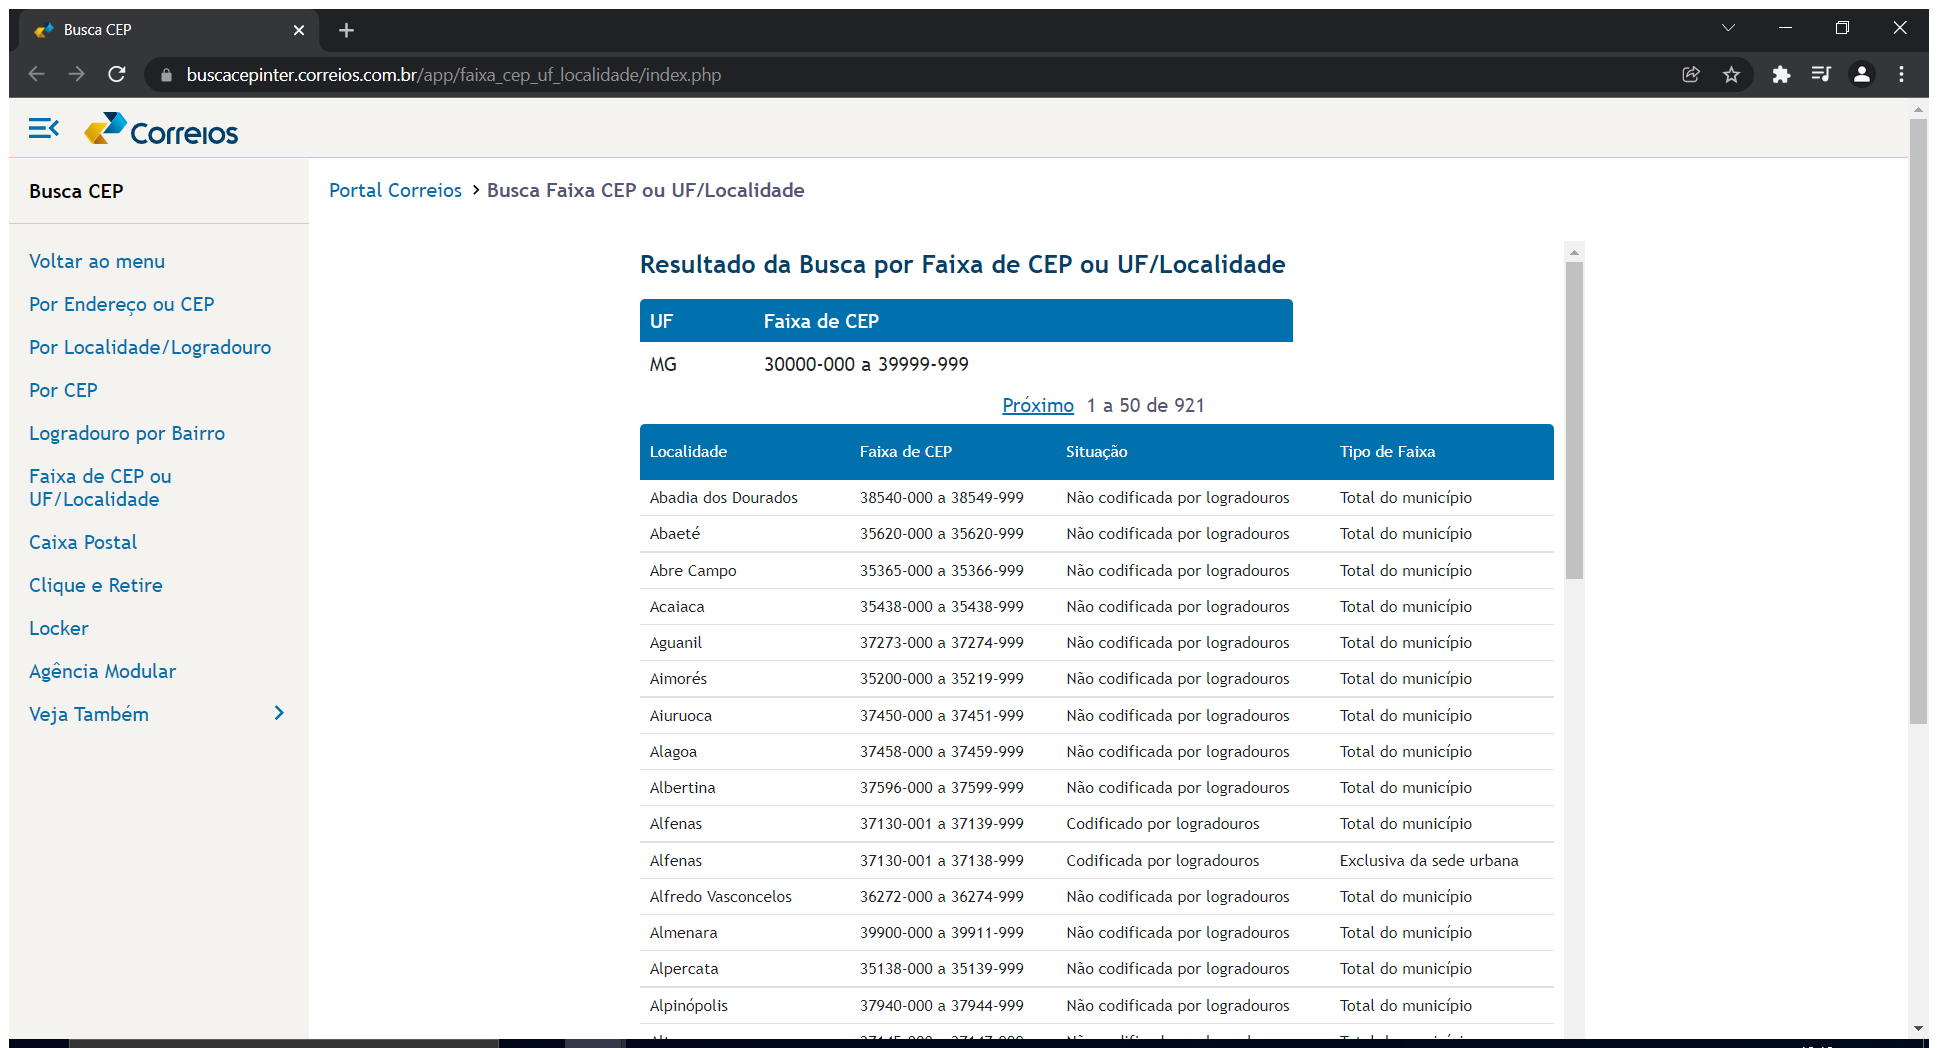 Busca CEP
buscacepinter.correios.com.br/app/faixa_cep_uf_localidade/index.php
Correios
Busca CEP
Voltar ao menu
Por Endereço ou CEP
Por Localidade/Logradouro
Por CEP
Logradouro por Bairro
Faixa de CEP ou
UF/Localidade
Caixa Postal
Clique e Retire
Locker
Agência Modular
Veja Também
Portal Correios > Busca Faixa CEP ou UF/Localidade
Resultado da Busca por Faixa de CEP ou UF/Localidade
UF Faixa de CEP
MG 30000-000 a 39999-999
Próximo 1 a 50 de 921
Localidade Faixa de CEP Situação Tipo de Faixa
Abadia dos Dourados 38540-000 a 38549-999 Não codificada por logradouros Total do município
Abaeté 35620-000 a 35620-999 Não codificada por logradouros Total do município
Abre Campo 35365-000 a 35366-999 Não codificada por logradouros Total do município
Acaiaca 35438-000 a 35438-999 Não codificada por logradouros Total do município
Aguanil 37273-000 a 37274-999 Não codificada por logradouros Total do município
Aimorés 35200-000 a 35219-999 Não codificada por logradouros Total do município
Aiuruoca 37450-000 a 37451-999 Não codificada por logradouros Total do município
Alagoa 37458-000 a 37459-999 Não codificada por logradouros Total do município
Albertina 37596-000 a 37599-999 Não codificada por logradouros Total do município
Alfenas 37130-001 a 37139-999 Codificado por logradouros Total do município
Alfenas 37130-001 a 37138-999 Codificada por logradouros Exclusiva da sede urbana
Alfredo Vasconcelos 36272-000 a 36274-999 Não codificada por logradouros Total do município
Almenara 39900-000 a 39911-999 Não codificada por logradouros Total do município
Alpercata 35138-000 a 35139-999 Não codificada por logradouros Total do município
Alpinópolis 37940-000 a 37944-999 Não codificada por logradouros Total do município